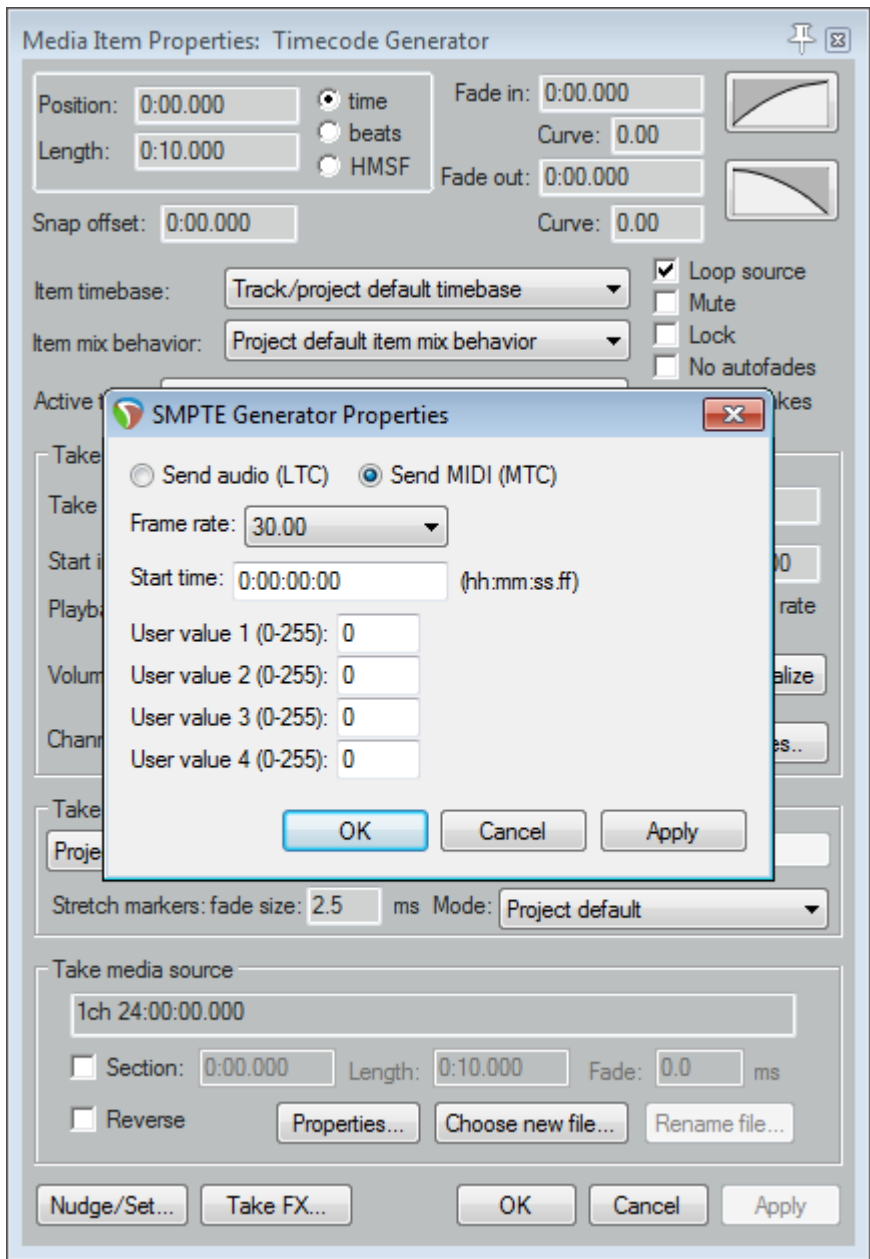 Media Item Properties: Timecode Generator
Position: 0:00.000 time Fade in: 0:00.000
beats Curve: 0.00
Length: 0:10.000 HMSF Fade out: 0:00.000
Snap offset: 0:00.000 Curve: 0.00
Item timebase: Track/project default timebase Loop source
Mute
Item mix behavior: Project default item mix behavior Lock
No autofades
Active
SMPTE Generator Properties
Take
Send audio (LTC) Send MIDI (MTC)
Take
Frame rate: 30.00
Start
Start time: 0:00:00:00 (hh:mm:ss.ff)
rate
User value 1 (0-255): 0
User value 2 (0-255): 0
User value 3 (0-255): 0
User value 4 (0-255): 0
Take
OK Cancel Apply
Stretch markers: fade size: 2.5 ms Mode: Project default
Take media source
1ch 24:00:00.000
Section: 0:00.000 Length: 0:10.000 Fade: 0.0 ms
Reverse Properties... Choose new file... Rename file...
Nudge/Set... Take FX... OK Cancel Apply